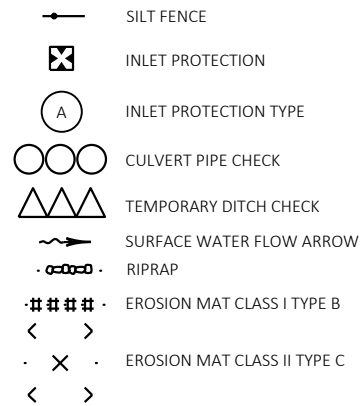 SILT FENCE
INLET PROTECTION
A INLET PROTECTION TYPE
CULVERT PIPE CHECK
TEMPORARY DITCH CHECK
SURFACE WATER FLOW ARROW
RIPRAP
EROSION MAT CLASS I TYPE B
EROSION MAT CLASS II TYPE C